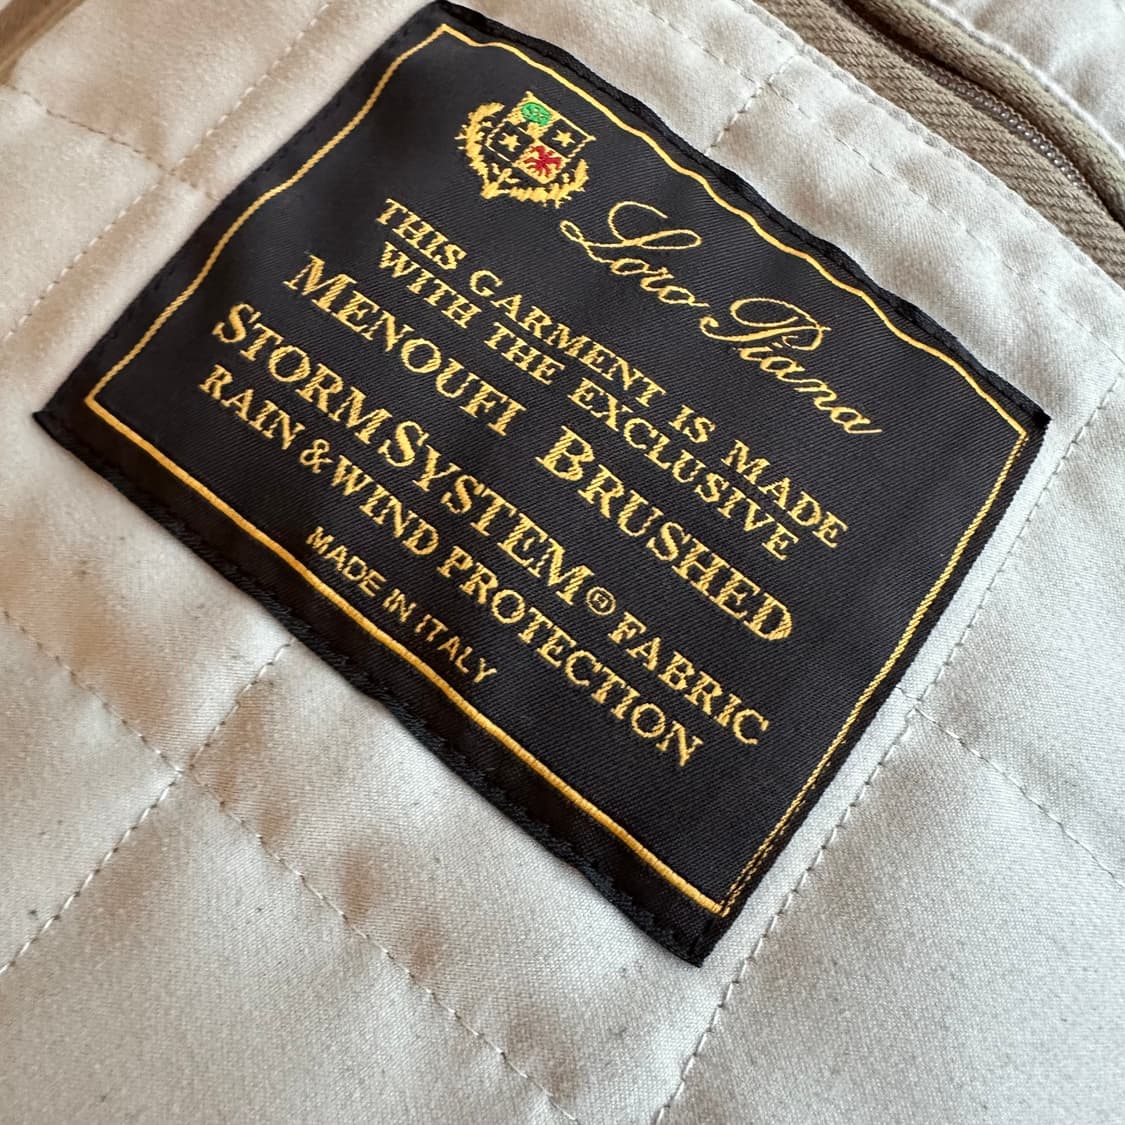 Loro Piana
THIS GARMENT IS MADE
WITH THE EXCLUSIVE
MENOUFI BRUSHED
STORMSYSTEM® FABRIC
RAIN & WIND PROTECTION
MADE IN ITALY